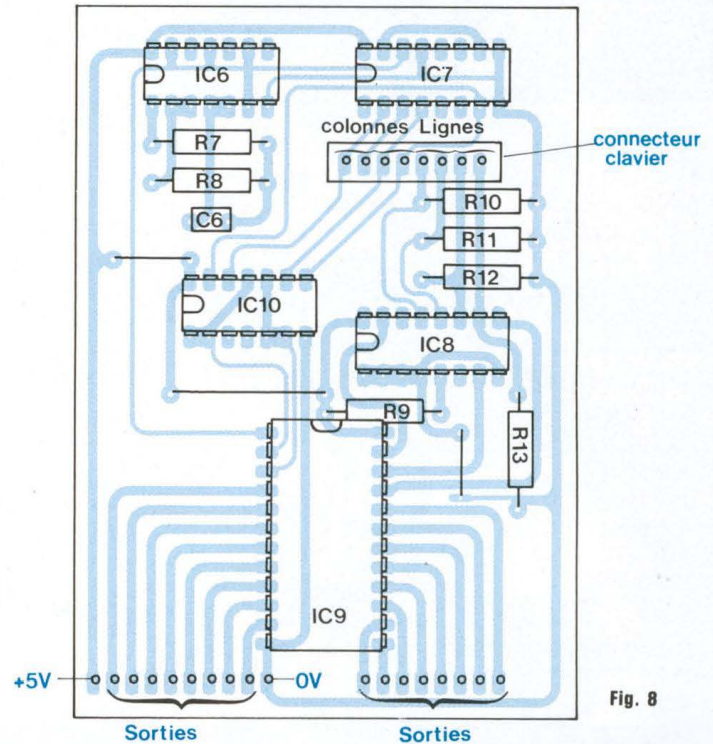 IC6
IC7
colonnes Lignes
connecteur
clavier
R7
R8
C6
R10
R11
R12
IC10
IC8
R9
R13
IC9
+5V
0V
Sorties
Sorties
Fig. 8